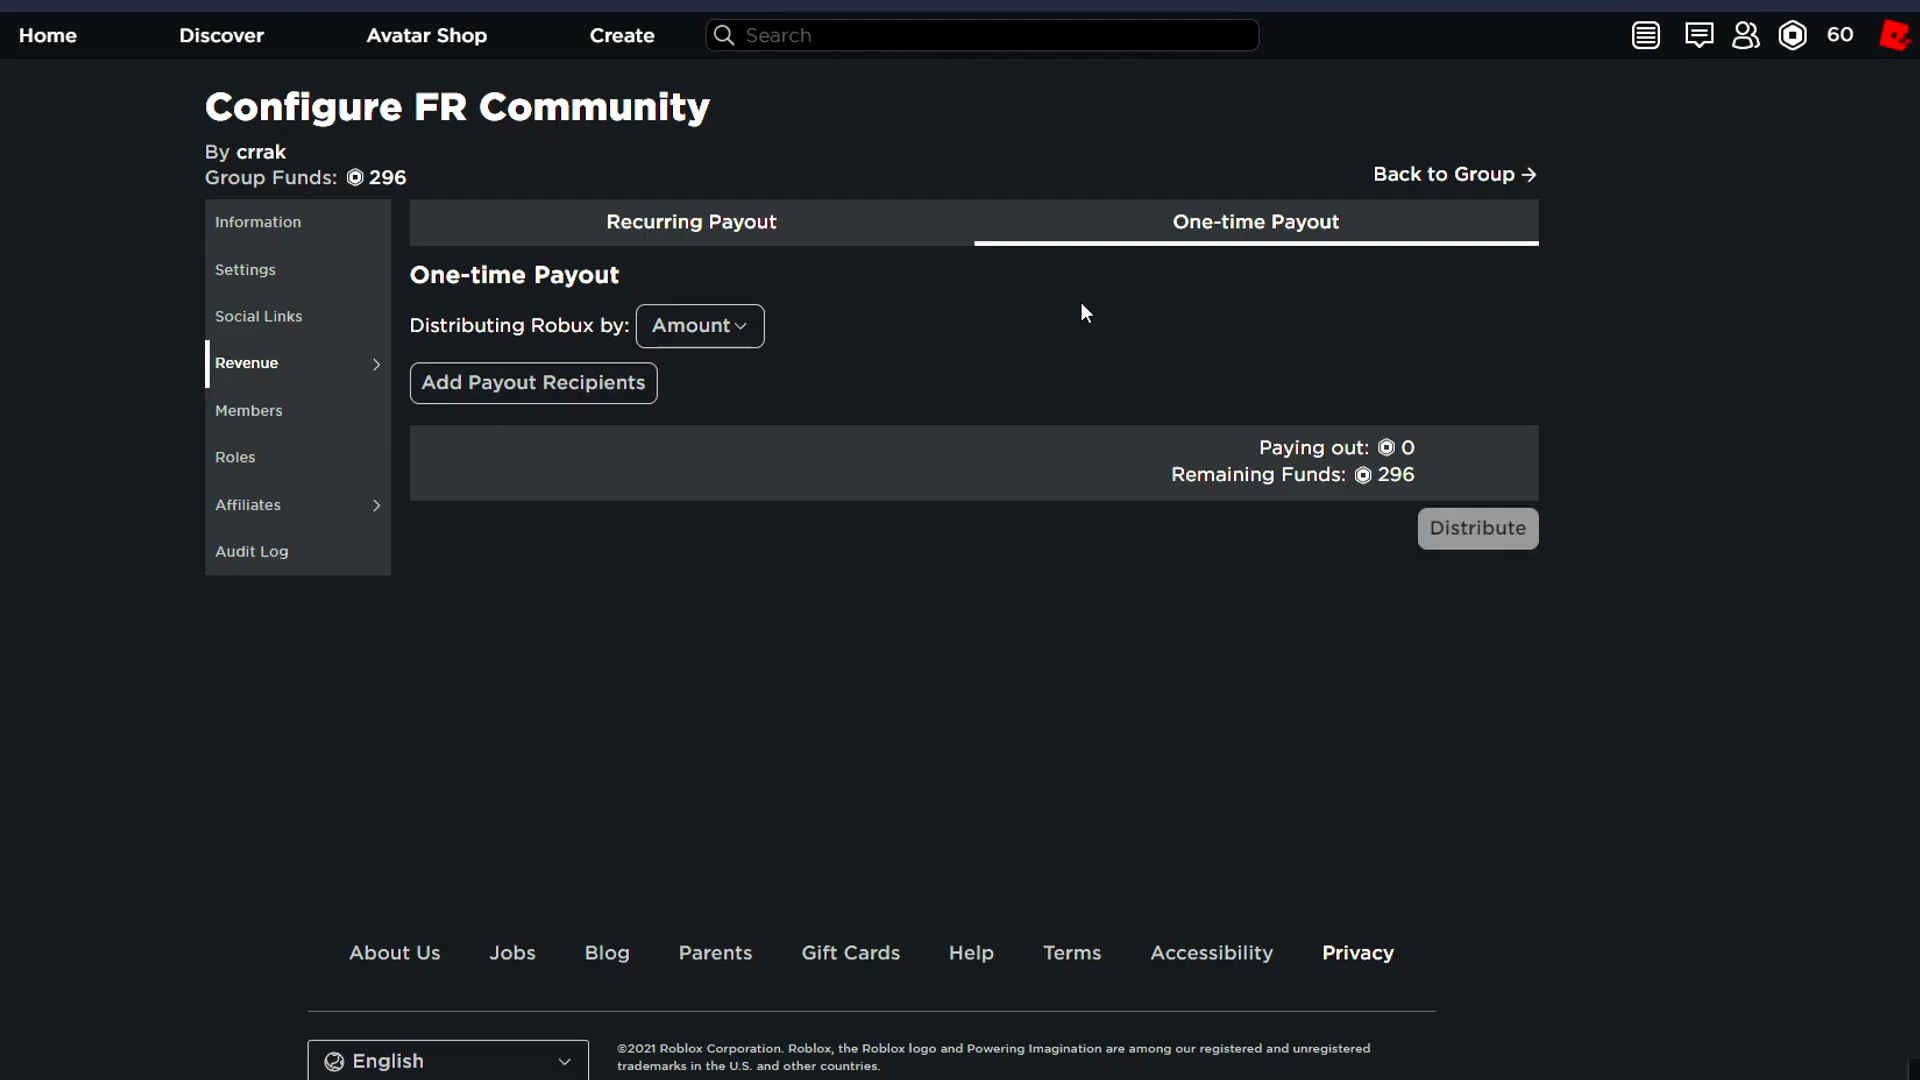 Home Discover Avatar Shop Create Search 60
Configure FR Community
By crrak
Group Funds: 296
Back to Group →
Information
Settings
Social Links
Revenue
Members
Roles
Affiliates
Audit Log
Recurring Payout One-time Payout
One-time Payout
Distributing Robux by: Amount
Add Payout Recipients
Paying out: 0
Remaining Funds: 296
Distribute
About Us Jobs Blog Parents Gift Cards Help Terms Accessibility Privacy
English
©2021 Roblox Corporation. Roblox, the Roblox logo and Powering Imagination are among our registered and unregistered
trademarks in the U.S. and other countries.